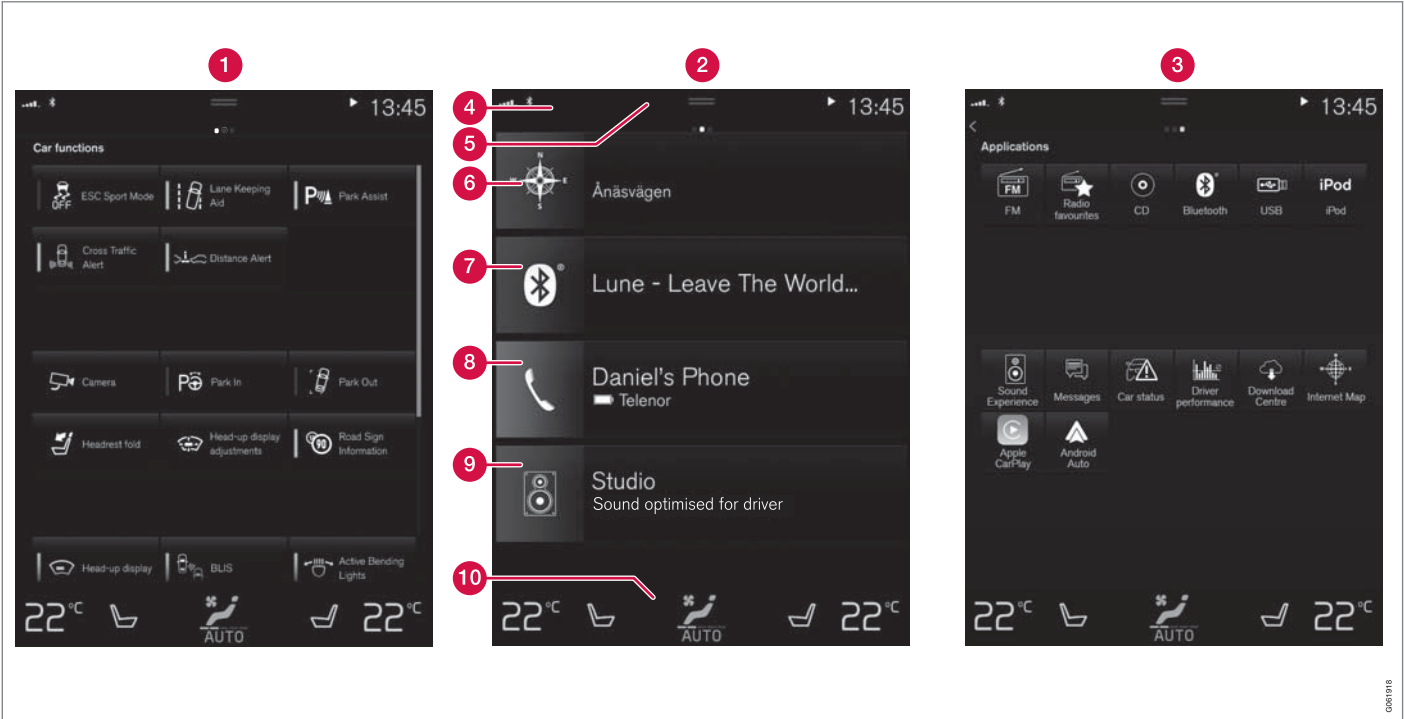 1
2
3
13:45
Car functions
ESC Sport Mode
OFF
Lane Keeping
Aid
P
Park Assist
Cross Traffic
Alert
Distance Alert
Camera
P
Park In
Park Out
Headrest fold
Head-up display
adjustments
90
Road Sign
Information
Head-up display
BLIS
Active Bending
Lights
22°C
AUTO
22°C
4
5
6
7
8
9
10
13:45
N
W E
S
Ånäsvägen
Lune - Leave The World...
Daniel's Phone
Telenor
Studio
Sound optimised for driver
22°C
AUTO
22°C
13:45
Applications
FM
FM
Radio
favourites
CD
Bluetooth
USB
iPod
iPod
Sound
Experience
Messages
Car status
Driver
performance
Download
Centre
Internet Map
Apple
CarPlay
Android
Auto
22°C
AUTO
22°C
G061918